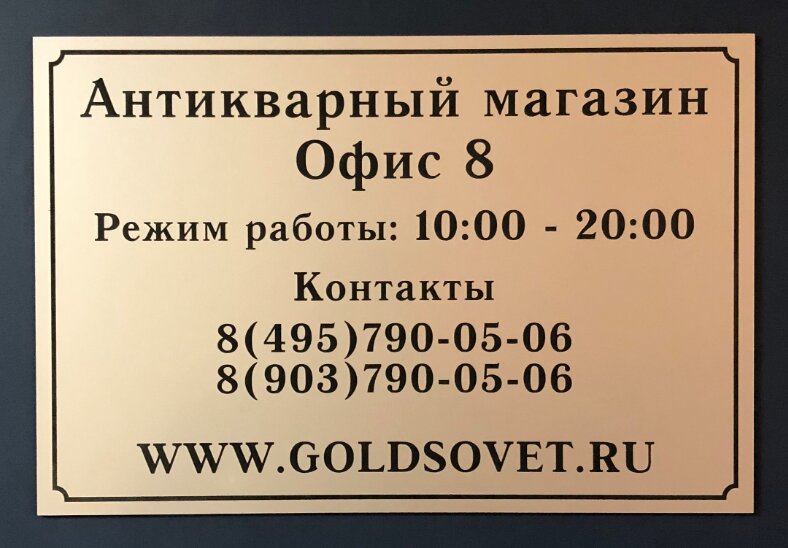 Антикварный магазин
Офис 8
Режим работы: 10:00 - 20:00
Контакты
8(495)790-05-06
8(903)790-05-06
WWW.GOLDSOVET.RU